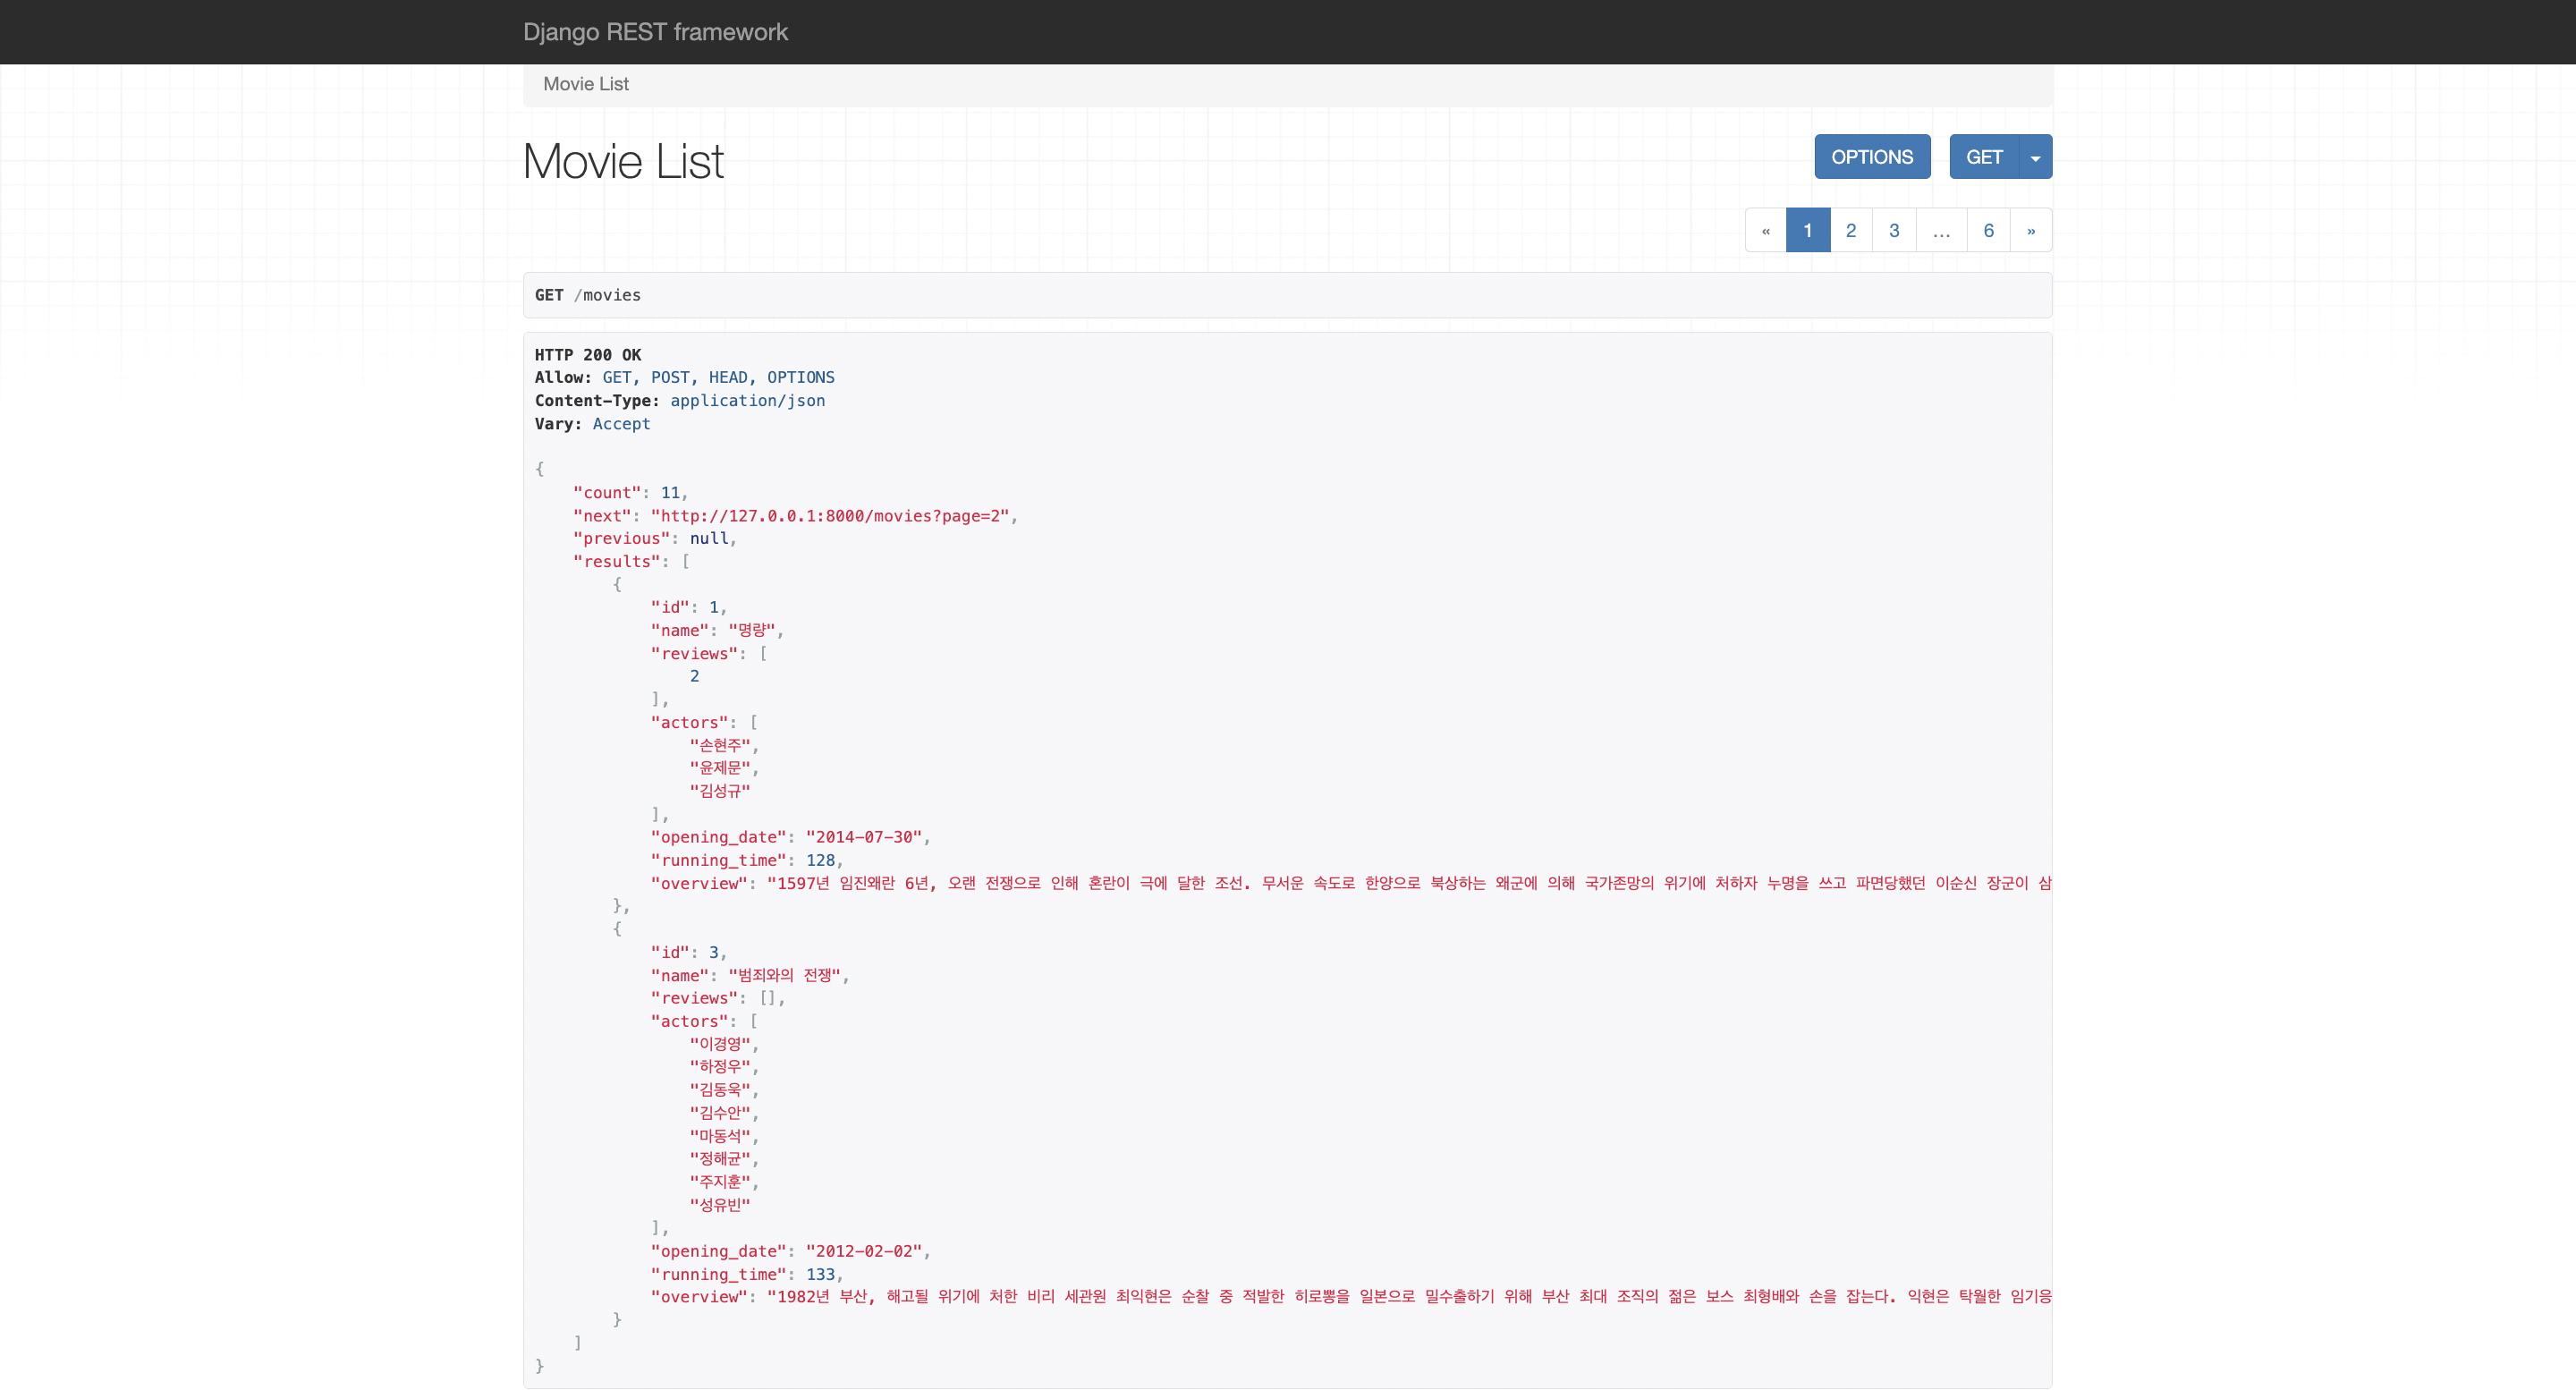 Django REST framework
Movie List
Movie List
OPTIONS
GET
« 1 2 3 … 6 »
GET /movies
HTTP 200 OK
Allow: GET, POST, HEAD, OPTIONS
Content-Type: application/json
Vary: Accept
{
    "count": 11,
    "next": "http://127.0.0.1:8000/movies?page=2",
    "previous": null,
    "results": [
        {
            "id": 1,
            "name": "명량",
            "reviews": [
                2
            ],
            "actors": [
                "손현주",
                "윤제문",
                "김성규"
            ],
            "opening_date": "2014-07-30",
            "running_time": 128,
            "overview": "1597년 임진왜란 6년, 오랜 전쟁으로 인해 혼란이 극에 달한 조선. 무서운 속도로 한양으로 북상하는 왜군에 의해 국가존망의 위기에 처하자 누명을 쓰고 파면당했던 이순신 장군이 삼
        },
        {
            "id": 3,
            "name": "범죄와의 전쟁",
            "reviews": [],
            "actors": [
                "이경영",
                "하정우",
                "김동욱",
                "김수안",
                "마동석",
                "정해균",
                "주지훈",
                "성유빈"
            ],
            "opening_date": "2012-02-02",
            "running_time": 133,
            "overview": "1982년 부산, 해고될 위기에 처한 비리 세관원 최익현은 순찰 중 적발한 히로뽕을 일본으로 밀수출하기 위해 부산 최대 조직의 젊은 보스 최형배와 손을 잡는다. 익현은 탁월한 임기응
        }
    ]
}